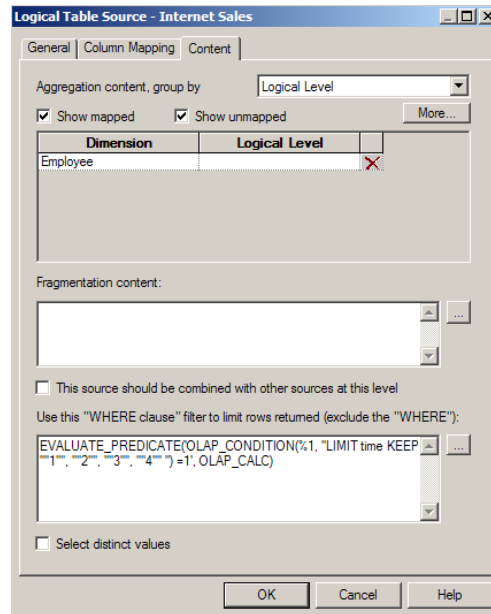 Logical Table Source - Internet Sales
General Column Mapping Content
Aggregation content, group by Logical Level
Show mapped Show unmapped More...
Dimension Logical Level
Employee
Fragmentation content:
...
This source should be combined with other sources at this level
Use this "WHERE clause" filter to limit rows returned (exclude the "WHERE"):
EVALUATE_PREDICATE('OLAP_CONDITION(%1, "LIMIT time KEEP
""1"", ""2"", ""3"", ""4"" ") =1', OLAP_CALC)
...
Select distinct values
OK Cancel Help